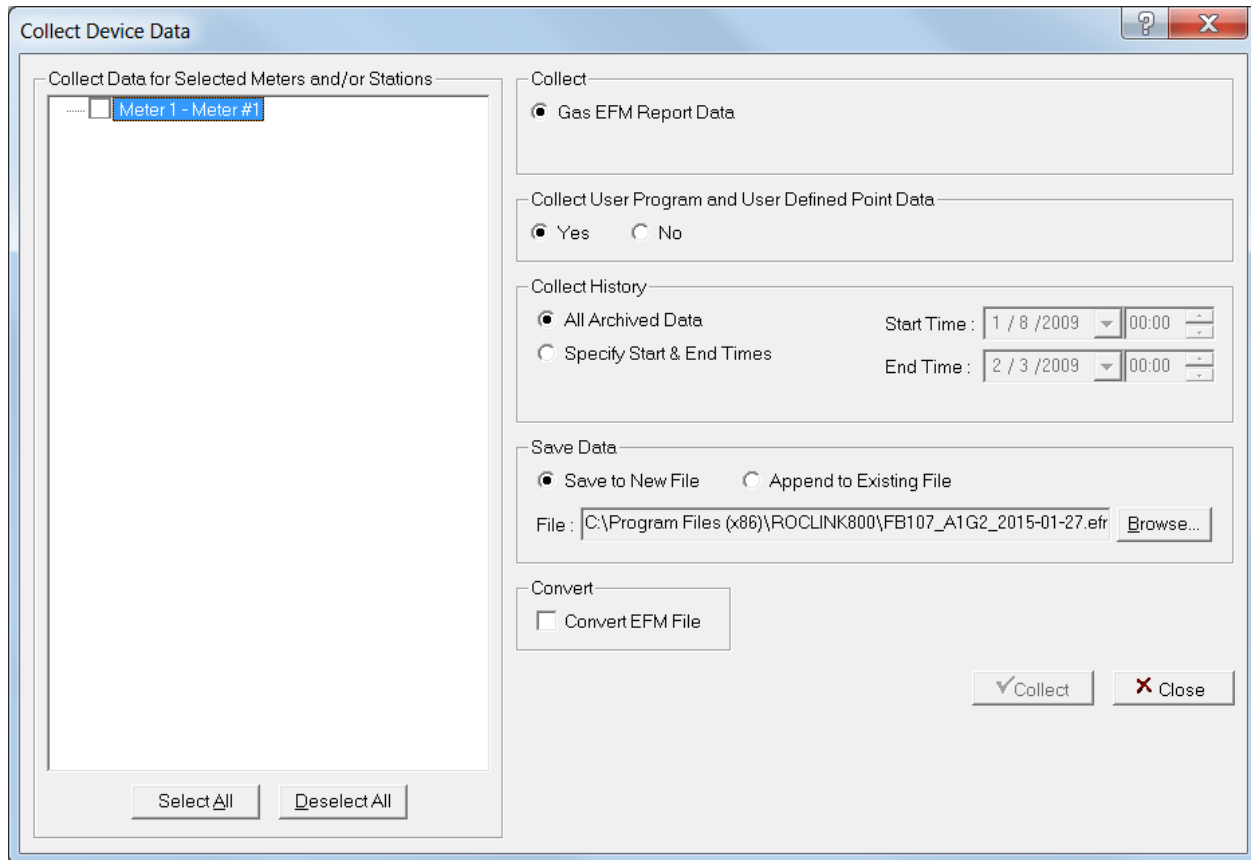 Collect Device Data
Collect Data for Selected Meters and/or Stations
Meter 1 - Meter #1
Select All
Deselect All
Collect
Gas EFM Report Data
Collect User Program and User Defined Point Data
Yes
No
Collect History
All Archived Data
Specify Start & End Times
Start Time : 1 / 8 /2009 00:00
End Time : 2 / 3 /2009 00:00
Save Data
Save to New File
Append to Existing File
File : C:\Program Files (x86)\ROCLINK800\FB107_A1G2_2015-01-27.efr
Browse...
Convert
Convert EFM File
Collect
Close